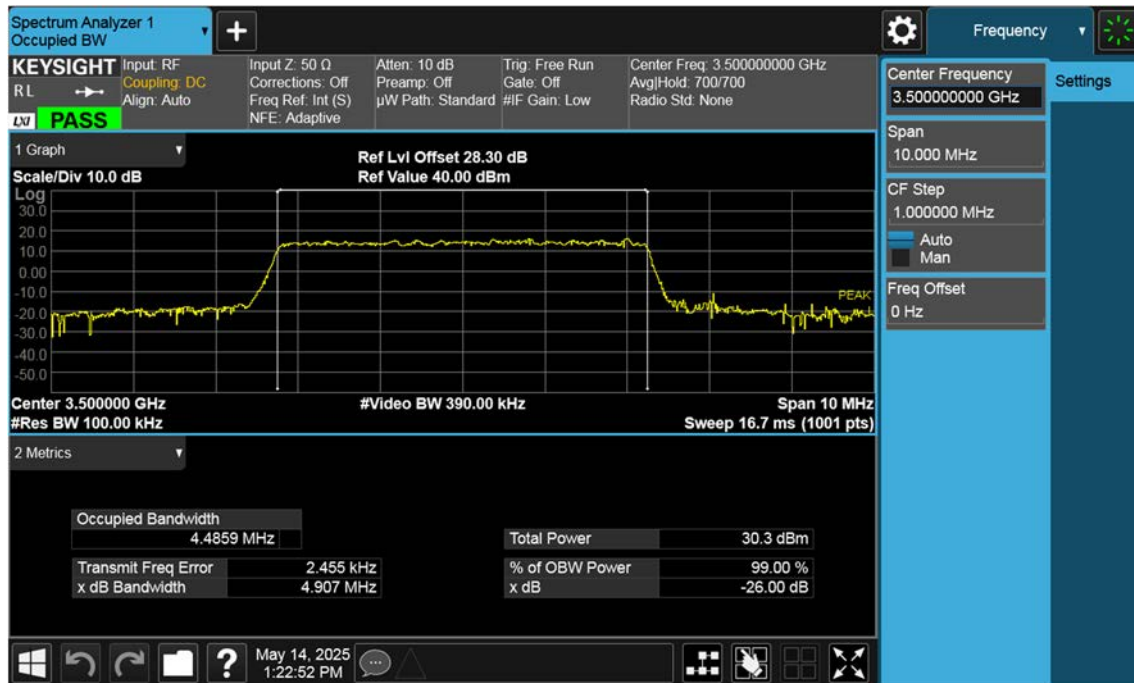 Spectrum Analyzer 1
Occupied BW
Frequency
KEYSIGHT
R L
LXI
PASS
Input: RF
Coupling: DC
Align: Auto
Input Z: 50 Ω
Corrections: Off
Freq Ref: Int (S)
NFE: Adaptive
Atten: 10 dB
Preamp: Off
µW Path: Standard
Trig: Free Run
Gate: Off
#IF Gain: Low
Center Freq: 3.500000000 GHz
Avg|Hold: 700/700
Radio Std: None
Center Frequency
3.500000000 GHz
Settings
Span
10.000 MHz
CF Step
1.000000 MHz
Auto
Man
Freq Offset
0 Hz
1 Graph
Scale/Div 10.0 dB
Ref Lvl Offset 28.30 dB
Ref Value 40.00 dBm
Log
30.0
20.0
10.0
0.00
-10.0
-20.0
-30.0
-40.0
-50.0
PEAK
Center 3.500000 GHz
#Res BW 100.00 kHz
#Video BW 390.00 kHz
Span 10 MHz
Sweep 16.7 ms (1001 pts)
2 Metrics
Occupied Bandwidth
4.4859 MHz
Total Power 30.3 dBm
Transmit Freq Error 2.455 kHz
% of OBW Power 99.00 %
x dB Bandwidth 4.907 MHz
x dB -26.00 dB
?
May 14, 2025
1:22:52 PM